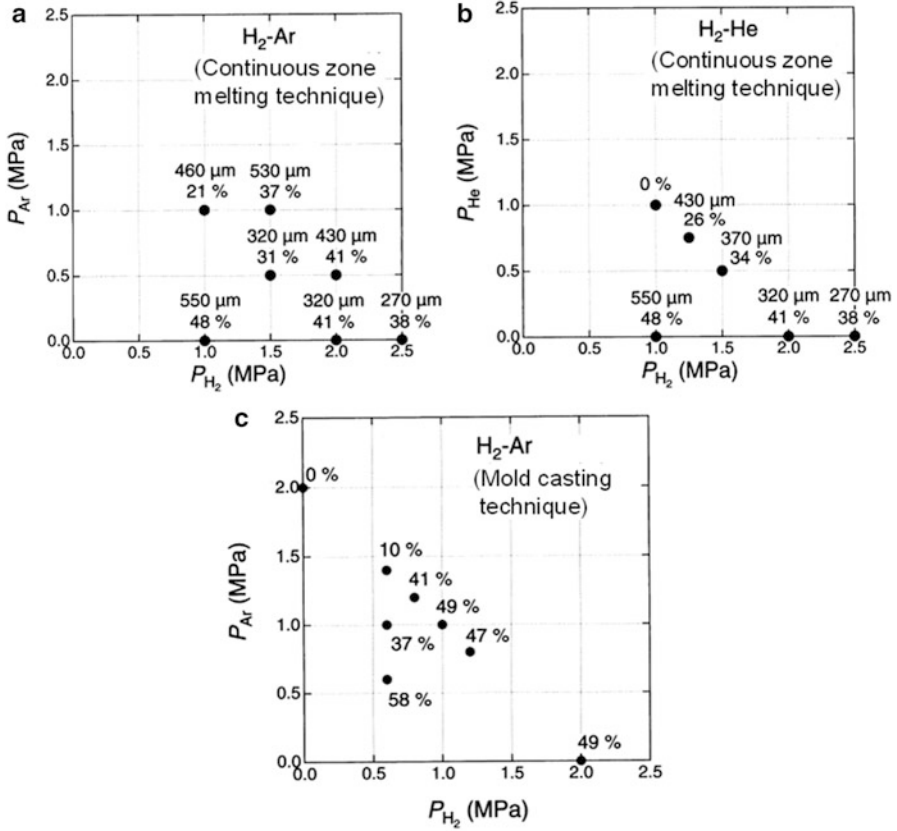 a
H₂-Ar
(Continuous zone
melting technique)
2.5
2.0
1.5
1.0
0.5
0.0
P_Ar (MPa)
460 µm
21 %
530 µm
37 %
320 µm
31 %
430 µm
41 %
550 µm
48 %
320 µm
41 %
270 µm
38 %
0.0 0.5 1.0 1.5 2.0 2.5
P_H₂ (MPa)
b
H₂-He
(Continuous zone
melting technique)
2.5
2.0
1.5
1.0
0.5
0.0
P_He (MPa)
0 %
430 µm
26 %
370 µm
34 %
550 µm
48 %
320 µm
41 %
270 µm
38 %
0.0 0.5 1.0 1.5 2.0 2.5
P_H₂ (MPa)
c
H₂-Ar
(Mold casting
technique)
2.5
2.0
1.5
1.0
0.5
0.0
P_Ar (MPa)
0 %
10 %
41 %
49 %
37 %
47 %
58 %
49 %
0.0 0.5 1.0 1.5 2.0 2.5
P_H₂ (MPa)